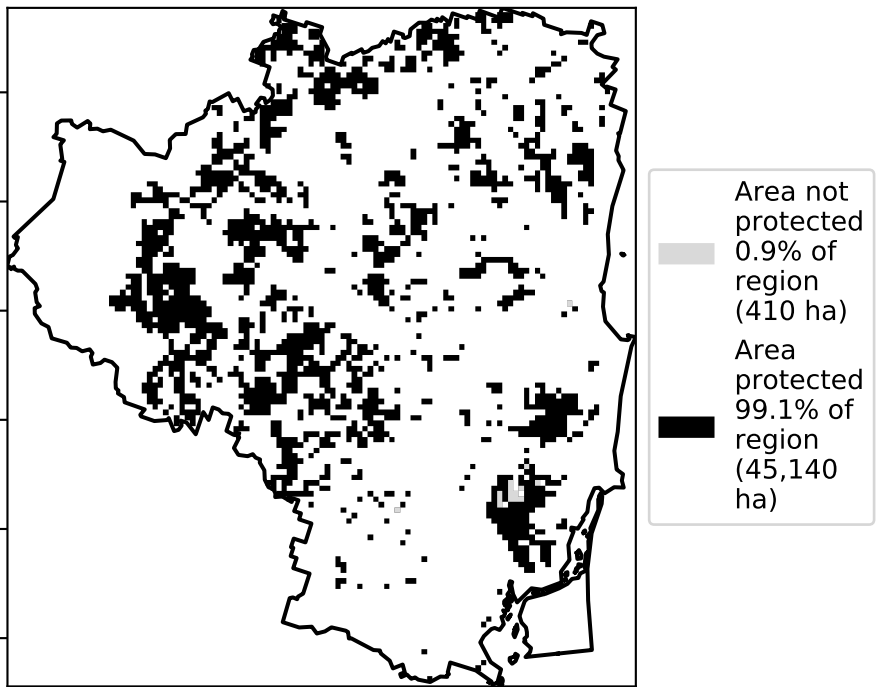 Area not
protected
0.9% of
region
(410 ha)
Area
protected
99.1% of
region
(45,140
ha)